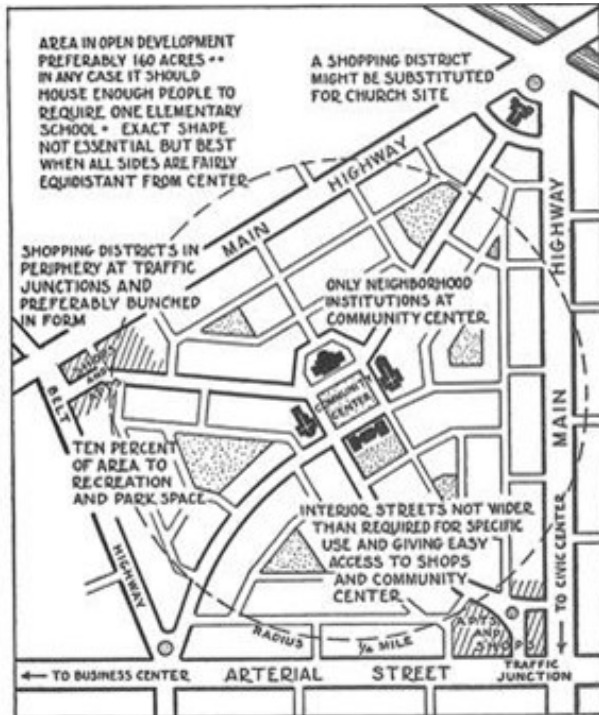 AREA IN OPEN DEVELOPMENT
PREFERABLY 160 ACRES ••
IN ANY CASE IT SHOULD
HOUSE ENOUGH PEOPLE TO
REQUIRE ONE ELEMENTARY
SCHOOL • EXACT SHAPE
NOT ESSENTIAL BUT BEST
WHEN ALL SIDES ARE FAIRLY
EQUIDISTANT FROM CENTER
A SHOPPING DISTRICT
MIGHT BE SUBSTITUTED
FOR CHURCH SITE
MAIN HIGHWAY
HIGHWAY
MAIN
SHOPPING DISTRICTS IN
PERIPHERY AT TRAFFIC
JUNCTIONS AND
PREFERABLY BUNCHED
IN FORM
ONLY NEIGHBORHOOD
INSTITUTIONS AT
COMMUNITY CENTER
AND
BELT
HIGHWAY
COMMUNITY
CENTER
TEN PERCENT
OF AREA TO
RECREATION
AND PARK SPACE
INTERIOR STREETS NOT WIDER
THAN REQUIRED FOR SPECIFIC
USE AND GIVING EASY
ACCESS TO SHOPS
AND COMMUNITY
CENTER
TO CIVIC CENTER
RADIUS 1/4 MILE
APTS
AND
SHOPS
TRAFFIC
JUNCTION
← TO BUSINESS CENTER
ARTERIAL STREET